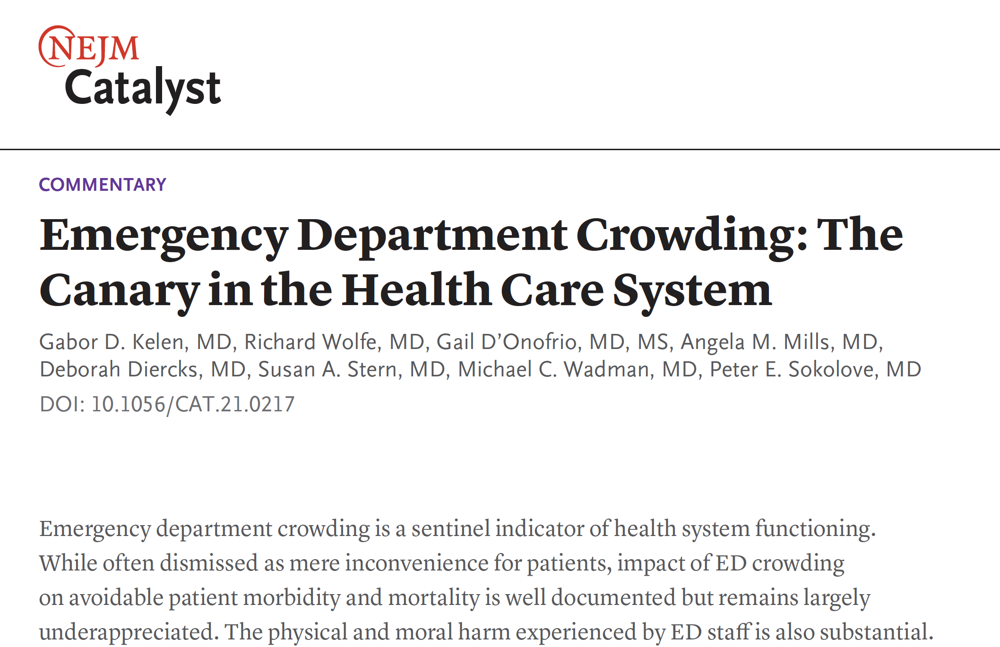 NEJM
Catalyst
COMMENTARY
Emergency Department Crowding: The
Canary in the Health Care System
Gabor D. Kelen, MD, Richard Wolfe, MD, Gail D’Onofrio, MD, MS, Angela M. Mills, MD,
Deborah Diercks, MD, Susan A. Stern, MD, Michael C. Wadman, MD, Peter E. Sokolove, MD
DOI: 10.1056/CAT.21.0217
Emergency department crowding is a sentinel indicator of health system functioning.
While often dismissed as mere inconvenience for patients, impact of ED crowding
on avoidable patient morbidity and mortality is well documented but remains largely
underappreciated. The physical and moral harm experienced by ED staff is also substantial.